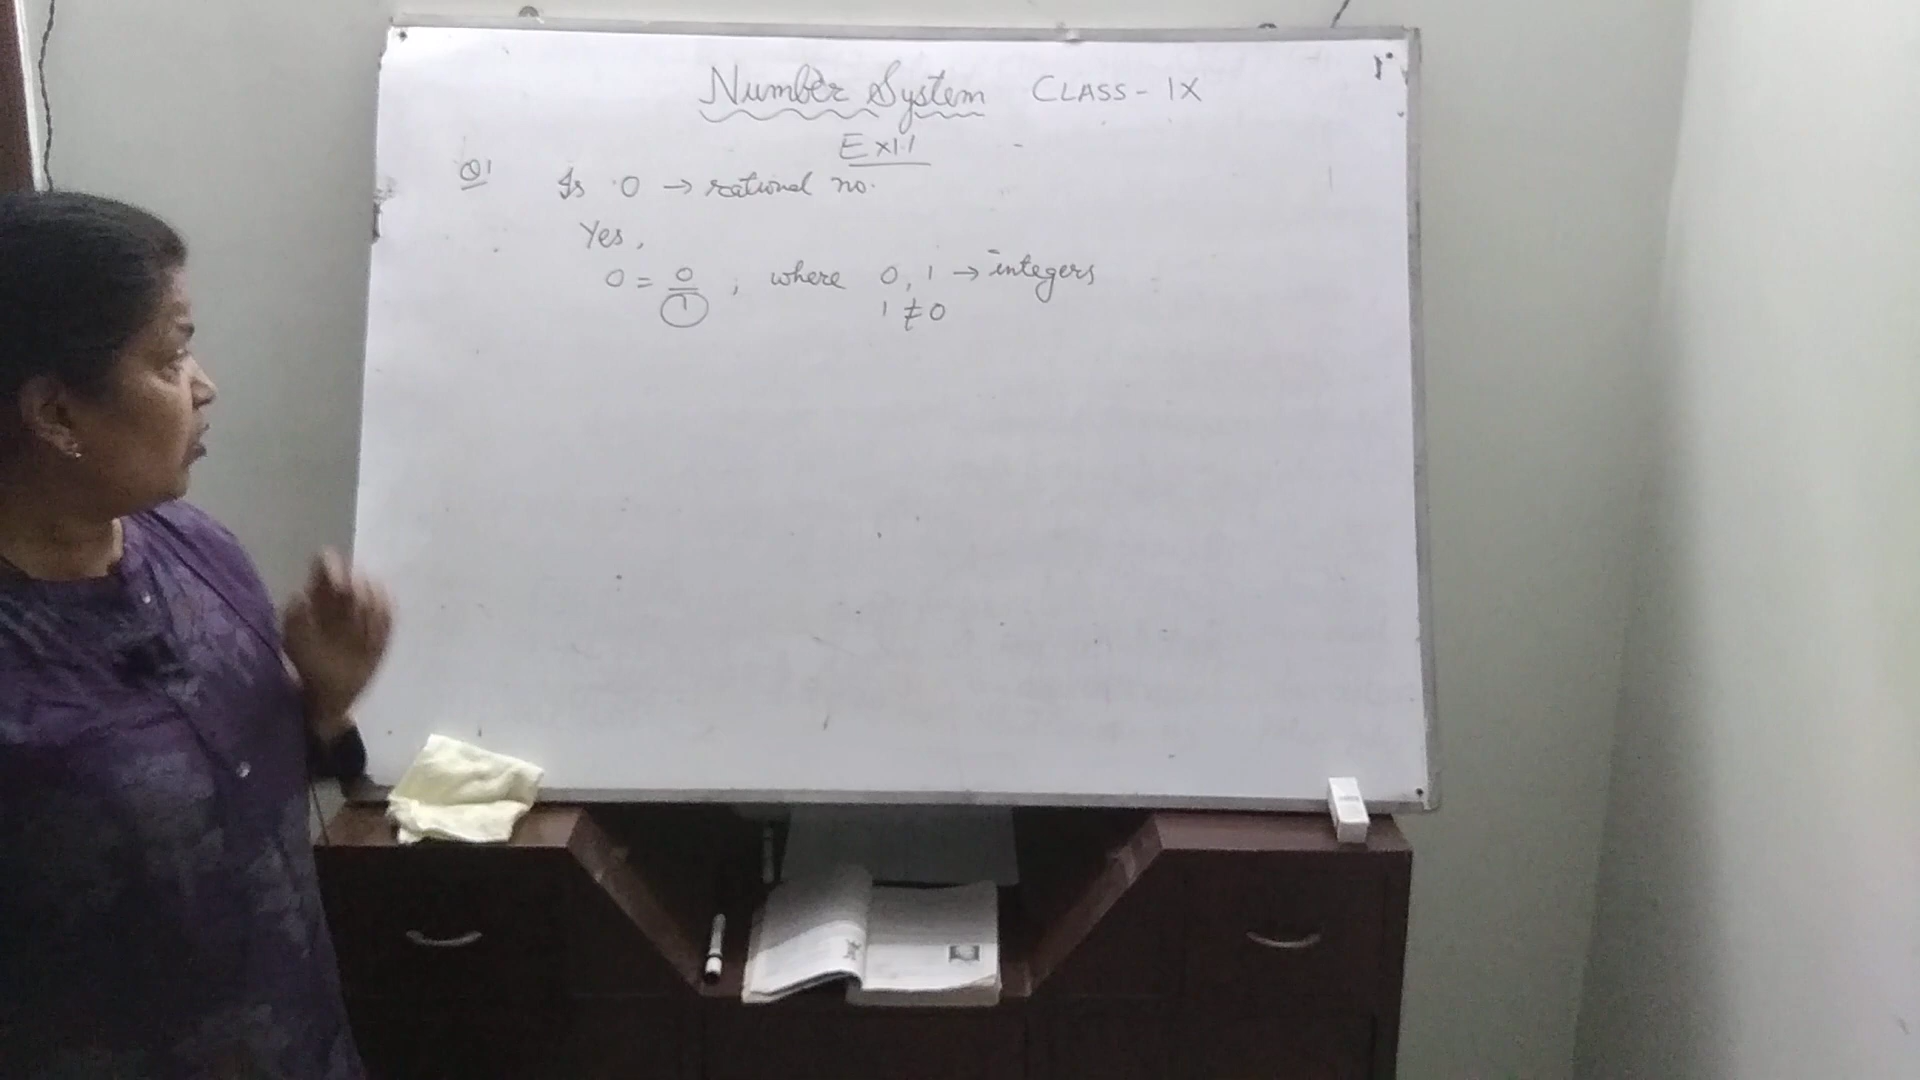 Number System CLASS - IX
Ex 1.1
Q1 Is 0 → rational no.
Yes,
0 = 0/1 , where 0, 1 → integers
1 ≠ 0